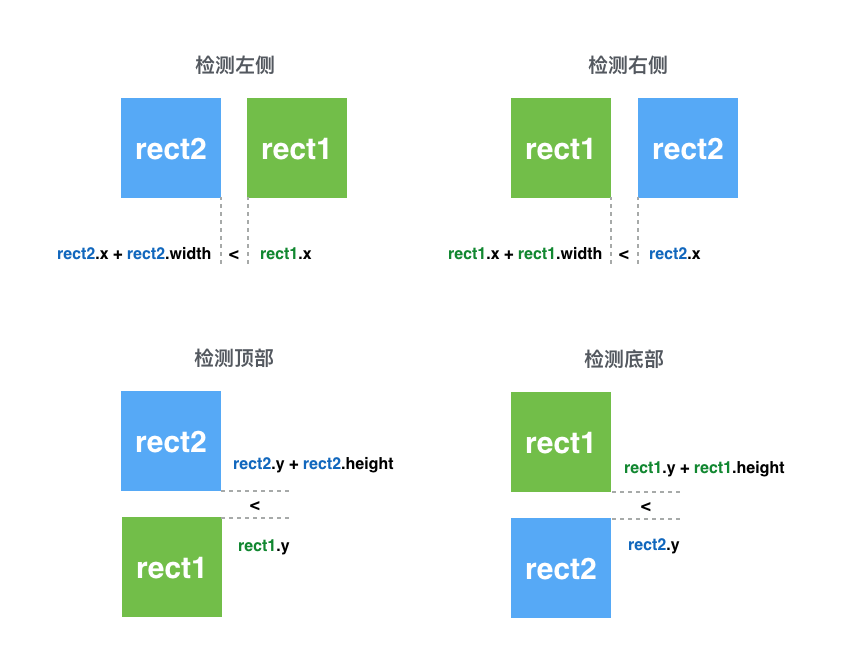 检测左侧
检测右侧
rect2
rect1
rect1
rect2
rect2.x + rect2.width < rect1.x
rect1.x + rect1.width < rect2.x
检测顶部
检测底部
rect2
rect1
rect2.y + rect2.height
rect1.y + rect1.height
<
<
rect1.y
rect2.y
rect1
rect2